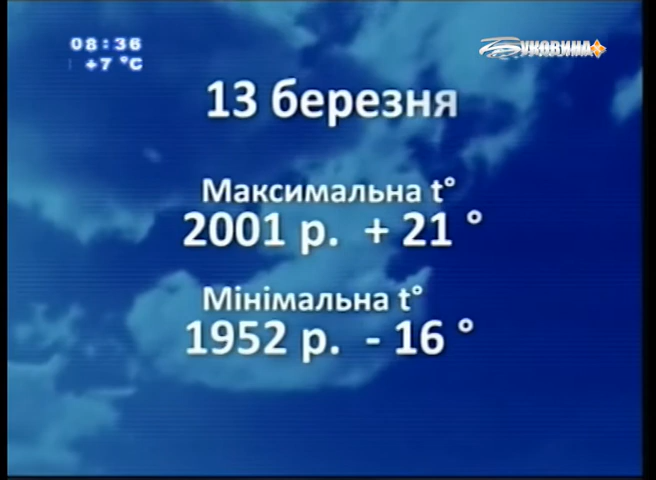 08:36
+7 °C
БУКОВИНА
13 березня
Максимальна t°
2001 р. + 21 °
Мінімальна t°
1952 р. - 16 °